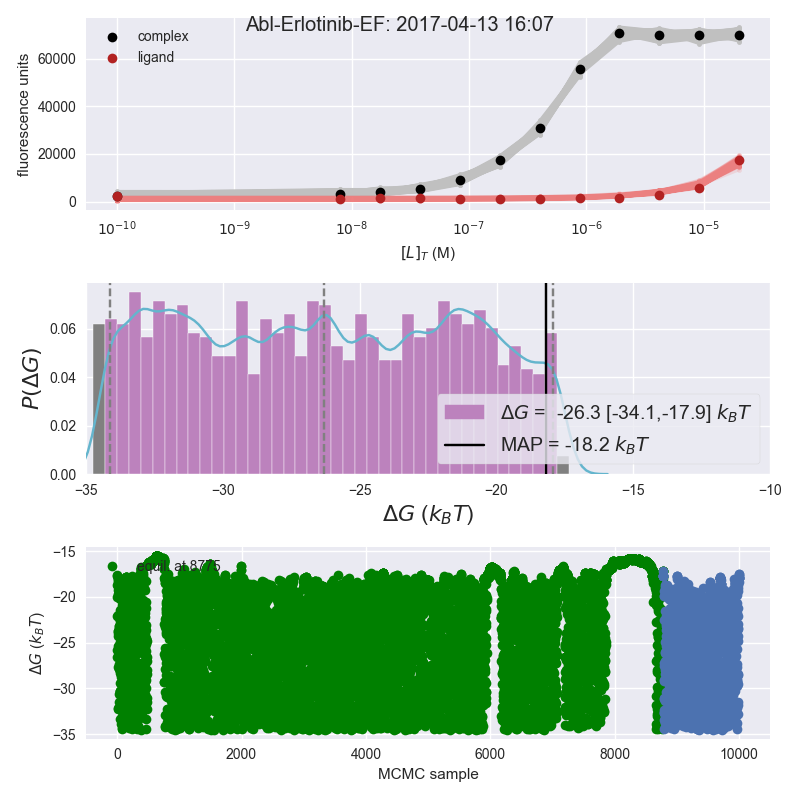 Abl-Erlotinib-EF: 2017-04-13 16:07
complex
ligand
fluorescence units
60000
40000
20000
0
10⁻¹⁰ 10⁻⁹ 10⁻⁸ 10⁻⁷ 10⁻⁶ 10⁻⁵
[L]_T (M)
P(ΔG)
0.06
0.04
0.02
0.00
ΔG = -26.3 [-34.1,-17.9] k_BT
MAP = -18.2 k_BT
−35 −30 −25 −20 −15 −10
ΔG (k_BT)
equil. at 8775
ΔG (k_BT)
−15
−20
−25
−30
−35
0 2000 4000 6000 8000 10000
MCMC sample